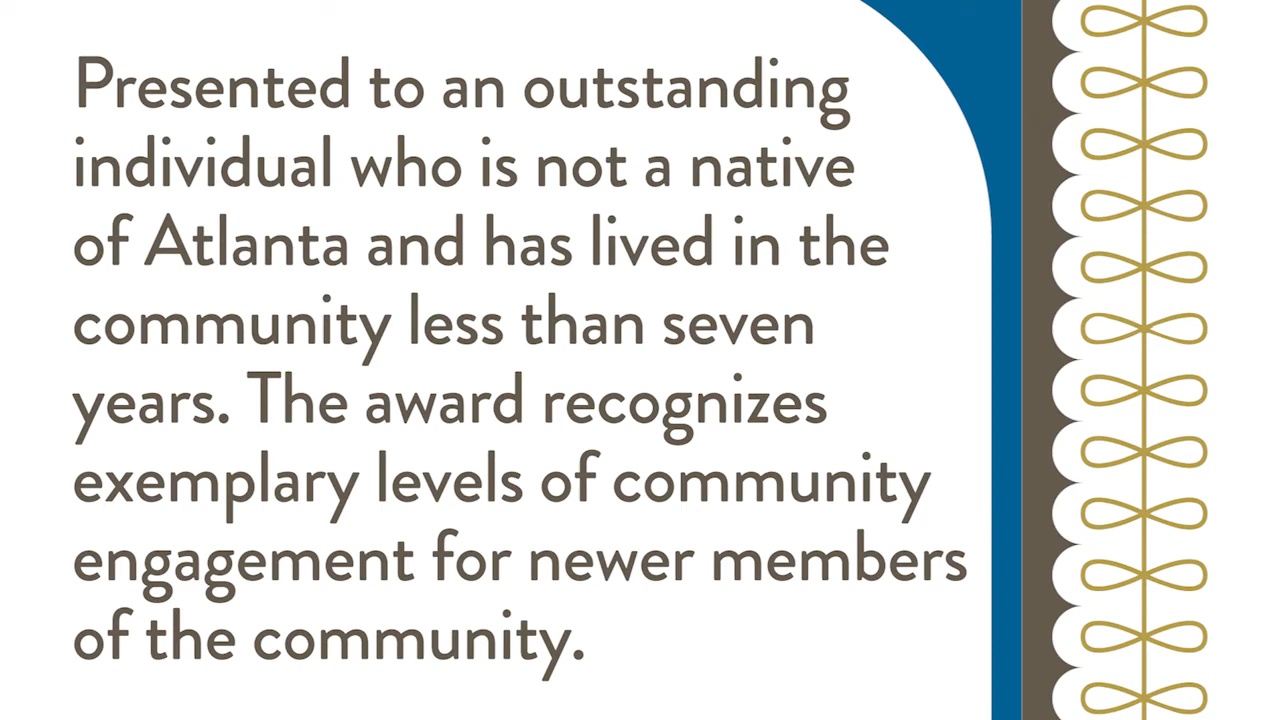 Presented to an outstanding
individual who is not a native
of Atlanta and has lived in the
community less than seven
years. The award recognizes
exemplary levels of community
engagement for newer members
of the community.